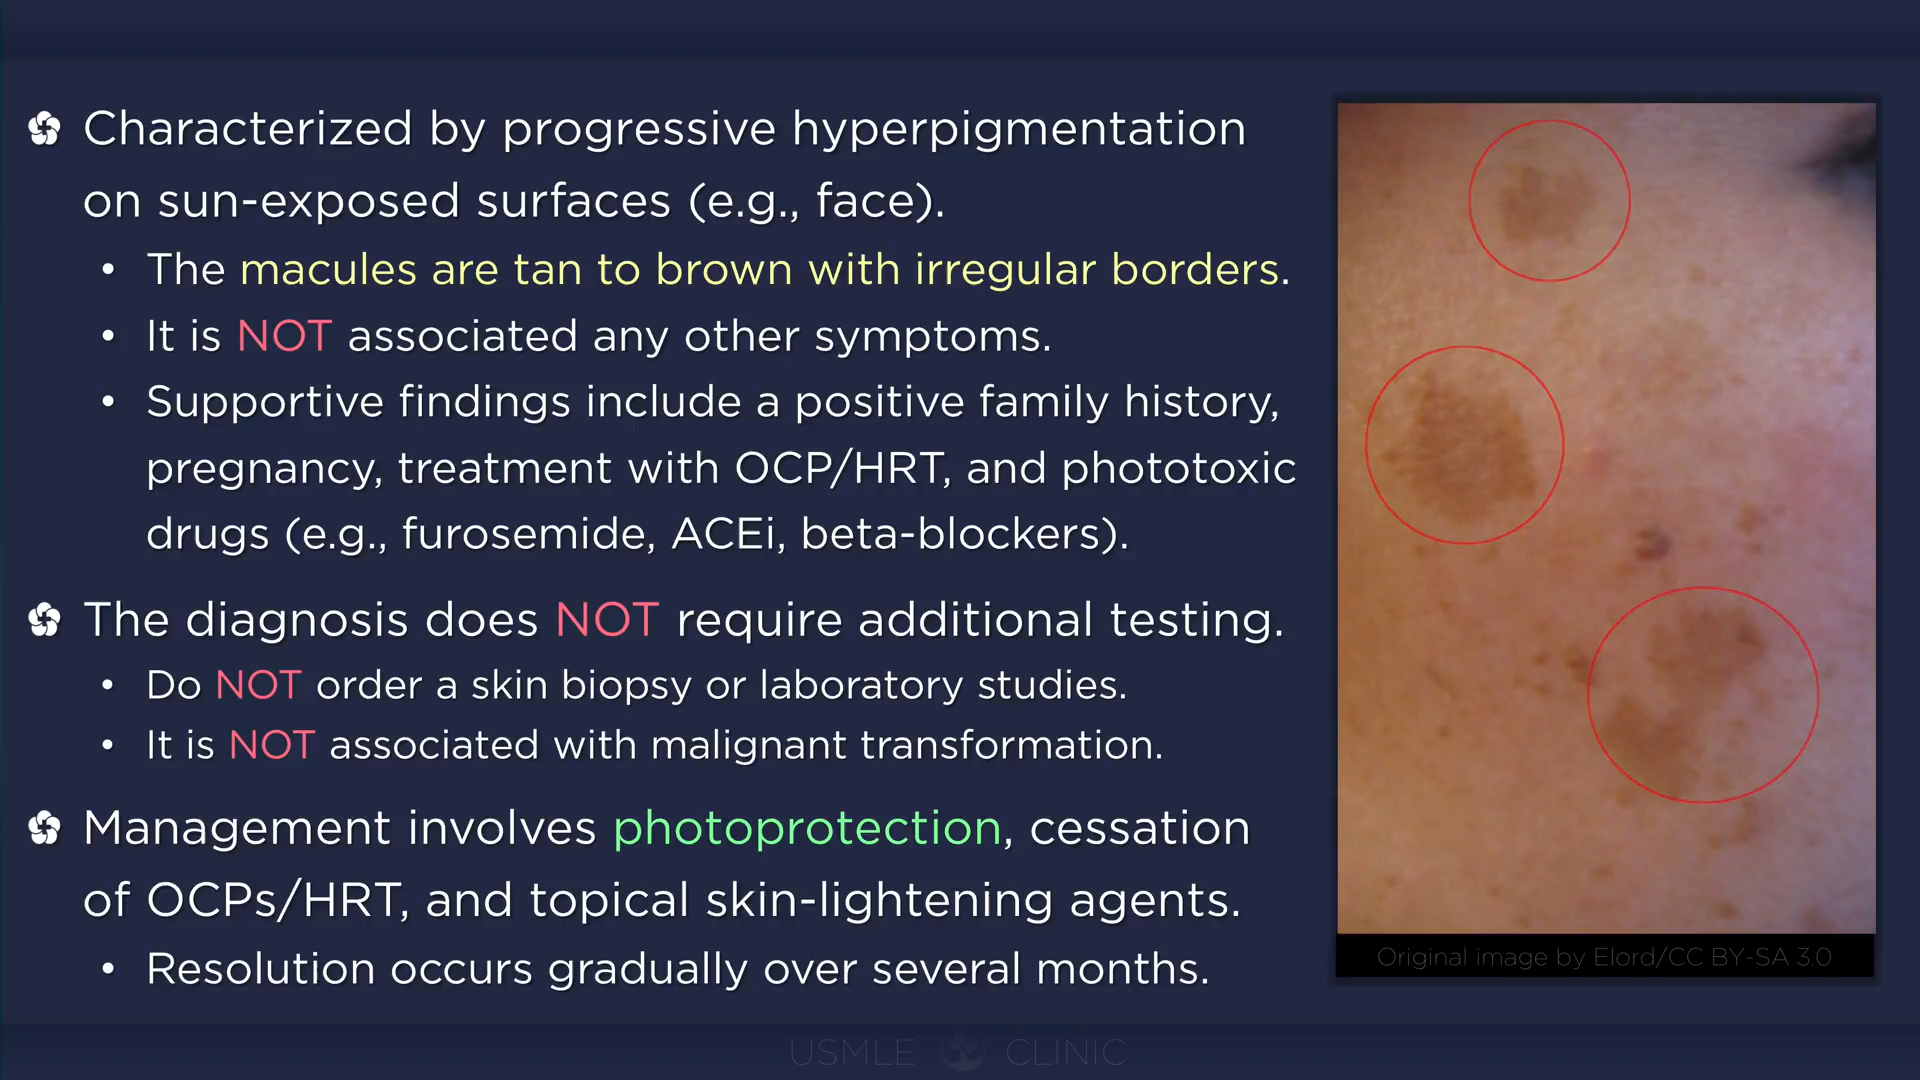 Characterized by progressive hyperpigmentation
on sun-exposed surfaces (e.g., face).
• The macules are tan to brown with irregular borders.
• It is NOT associated any other symptoms.
• Supportive findings include a positive family history,
pregnancy, treatment with OCP/HRT, and phototoxic
drugs (e.g., furosemide, ACEi, beta-blockers).
The diagnosis does NOT require additional testing.
• Do NOT order a skin biopsy or laboratory studies.
• It is NOT associated with malignant transformation.
Management involves photoprotection, cessation
of OCPs/HRT, and topical skin-lightening agents.
• Resolution occurs gradually over several months.
Original image by Elord/CC BY-SA 3.0
USMLE CLINIC